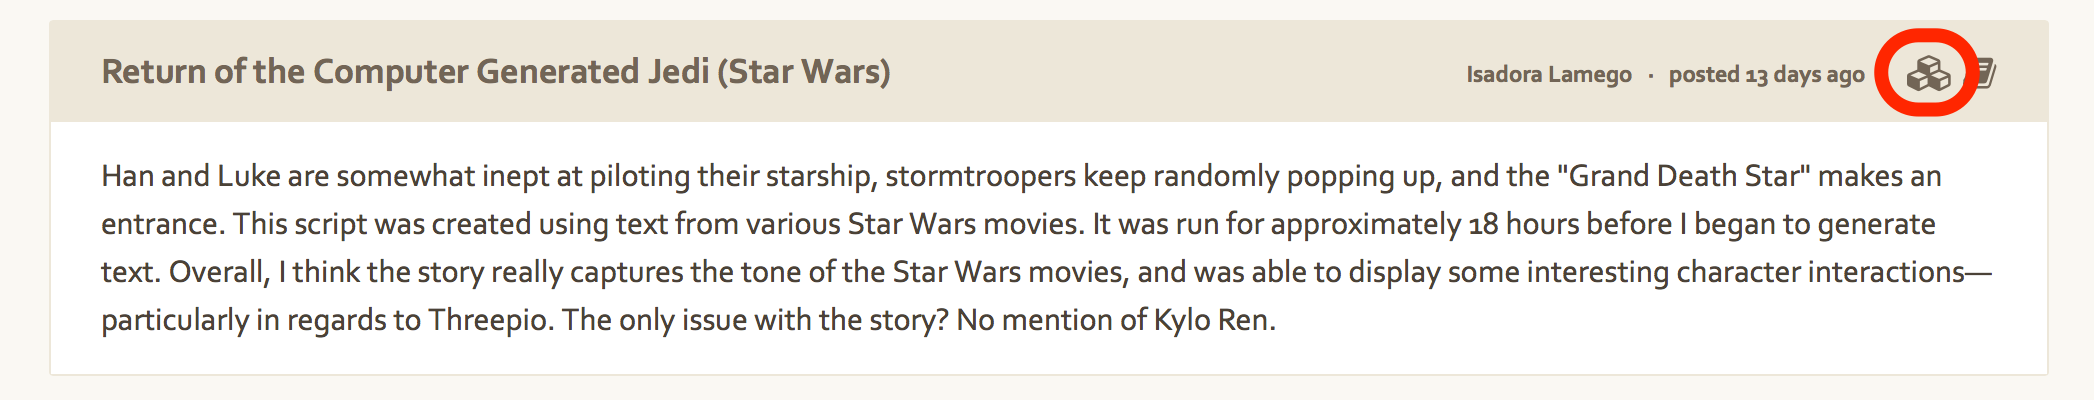 Return of the Computer Generated Jedi (Star Wars)
Isadora Lamego · posted 13 days ago
Han and Luke are somewhat inept at piloting their starship, stormtroopers keep randomly popping up, and the "Grand Death Star" makes an
entrance. This script was created using text from various Star Wars movies. It was run for approximately 18 hours before I began to generate
text. Overall, I think the story really captures the tone of the Star Wars movies, and was able to display some interesting character interactions—
particularly in regards to Threepio. The only issue with the story? No mention of Kylo Ren.